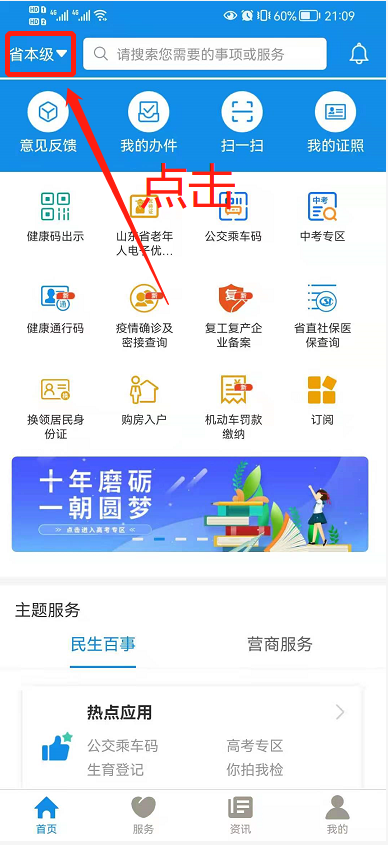 HD 1 4G 4G 60% 21:09
HD 2
省本级 请搜索您需要的事项或服务
意见反馈 我的办件 扫一扫 我的证照
点击
健康码出示 山东省老年人电子优... 公交乘车码 中考专区
中考
健康通行码 疫情确诊及密接查询 复工复产企业备案 省直社保医保查询
通 新 复 新
换领居民身份证 购房入户 机动车罚款缴纳 订阅
新
十年磨砺
一朝圆梦
点击进入高考专区
主题服务
民生百事 营商服务
热点应用
公交乘车码 高考专区
生育登记 你拍我检
首页 服务 资讯 我的